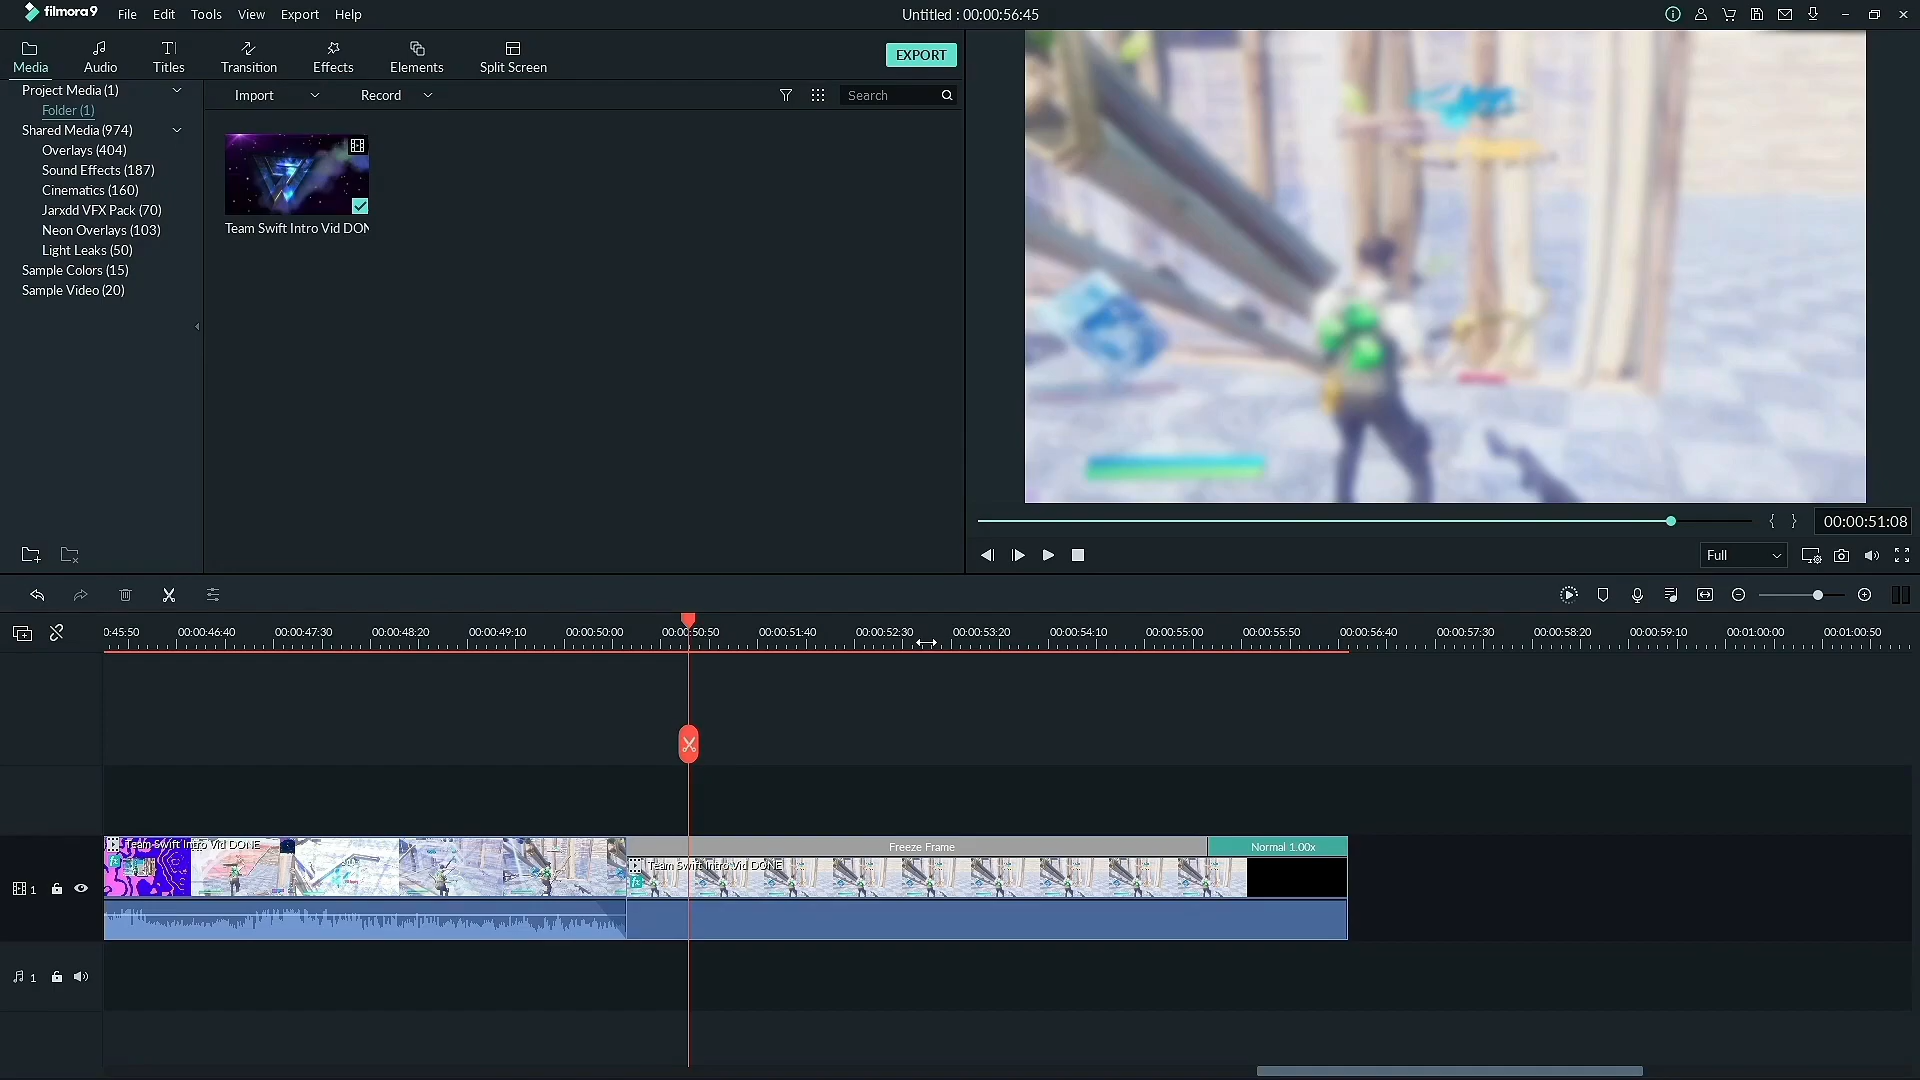 filmora9 File Edit Tools View Export Help Untitled : 00:00:56:45
Media Audio Titles Transition Effects Elements Split Screen EXPORT
Project Media (1) Import Record Search
Folder (1)
Shared Media (974)
Overlays (404)
Sound Effects (187)
Cinematics (160)
Jarxdd VFX Pack (70)
Neon Overlays (103)
Light Leaks (50)
Sample Colors (15)
Sample Video (20)
Team Swift Intro Vid DON
{ } 00:00:51:08
Full
0:45:50 00:00:46:40 00:00:47:30 00:00:48:20 00:00:49:10 00:00:50:00 00:00:50:50 00:00:51:40 00:00:52:30 00:00:53:20 00:00:54:10 00:00:55:00 00:00:55:50 00:00:56:40 00:00:57:30 00:00:58:20 00:00:59:10 00:01:00:00 00:01:00:50
Team Swift Intro Vid DONE Freeze Frame Normal 1.00x
Team Swift Intro Vid DONE
1
1